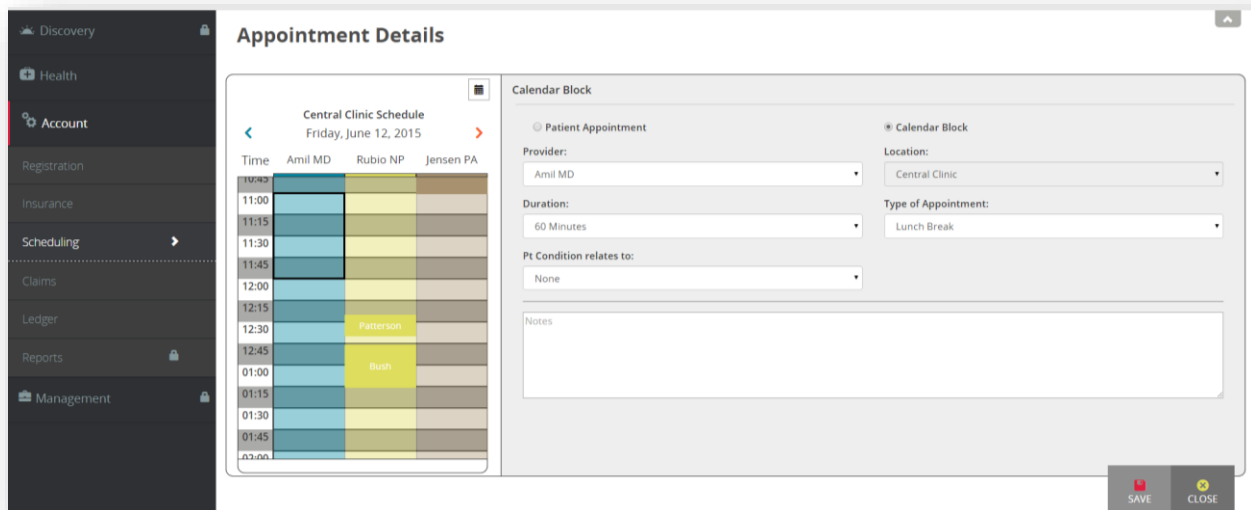 Discovery
Health
Account
Registration
Insurance
Scheduling
Claims
Ledger
Reports
Management
Appointment Details
Central Clinic Schedule
Friday, June 12, 2015
Time Amil MD Rubio NP Jensen PA
10:45
11:00
11:15
11:30
11:45
12:00
12:15
12:30 Patterson
12:45
01:00 Bush
01:15
01:30
01:45
02:00
Calendar Block
Patient Appointment Calendar Block
Provider: Location:
Amil MD Central Clinic
Duration: Type of Appointment:
60 Minutes Lunch Break
Pt Condition relates to:
None
Notes
SAVE CLOSE